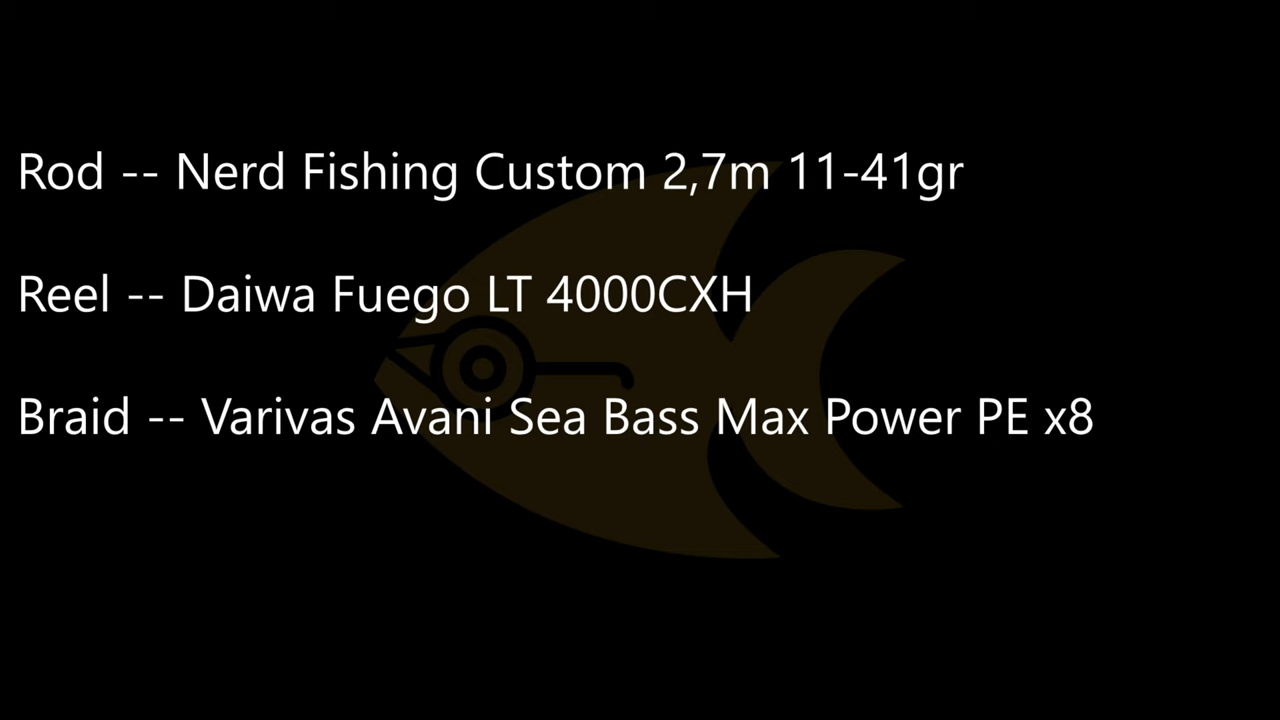 Rod -- Nerd Fishing Custom 2,7m 11-41gr
Reel -- Daiwa Fuego LT 4000CXH
Braid -- Varivas Avani Sea Bass Max Power PE x8